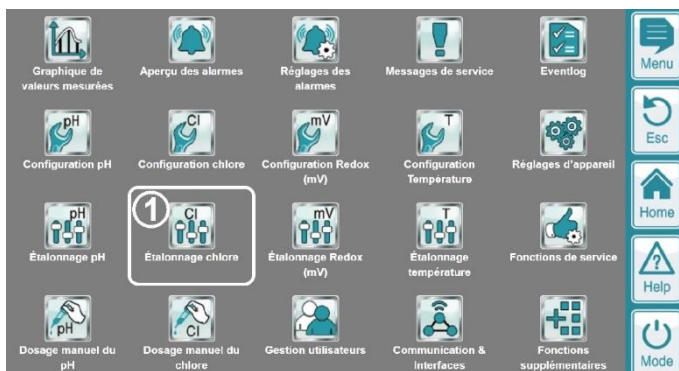 Graphique de
valeurs mesurées
Aperçu des alarmes
Réglages des
alarmes
Messages de service
Eventlog
Menu
pH
Configuration pH
Cl
Configuration chlore
mV
Configuration Redox
(mV)
T
Configuration
Température
Réglages d'appareil
Esc
pH
Étalonnage pH
1
Cl
Étalonnage chlore
mV
Étalonnage Redox
(mV)
T
Étalonnage
température
Fonctions de service
Home
Help
pH
Dosage manuel du
pH
Cl
Dosage manuel du
chlore
Gestion utilisateurs
Communication &
Interfaces
Fonctions
supplémentaires
Mode